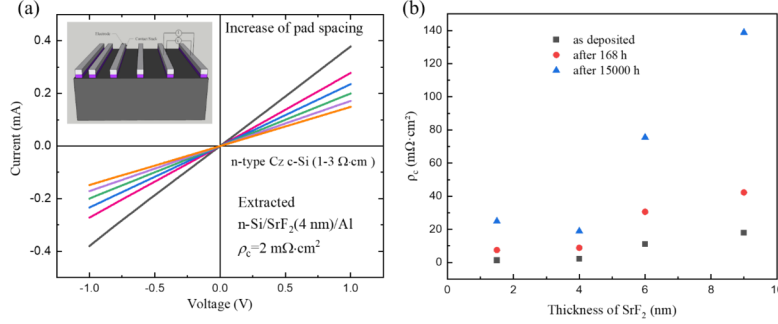 (a)
Increase of pad spacing
0.4
0.2
0.0
-0.2
-0.4
Current (mA)
n-type Cz c-Si (1-3 Ω·cm )
Extracted
n-Si/SrF₂(4 nm)/Al
ρc=2 mΩ·cm²
-1.0 -0.5 0.0 0.5 1.0
Voltage (V)
(b)
as deposited
after 168 h
after 15000 h
140
120
100
80
60
40
20
0
ρc (mΩ·cm²)
0 2 4 6 8 10
Thickness of SrF₂ (nm)